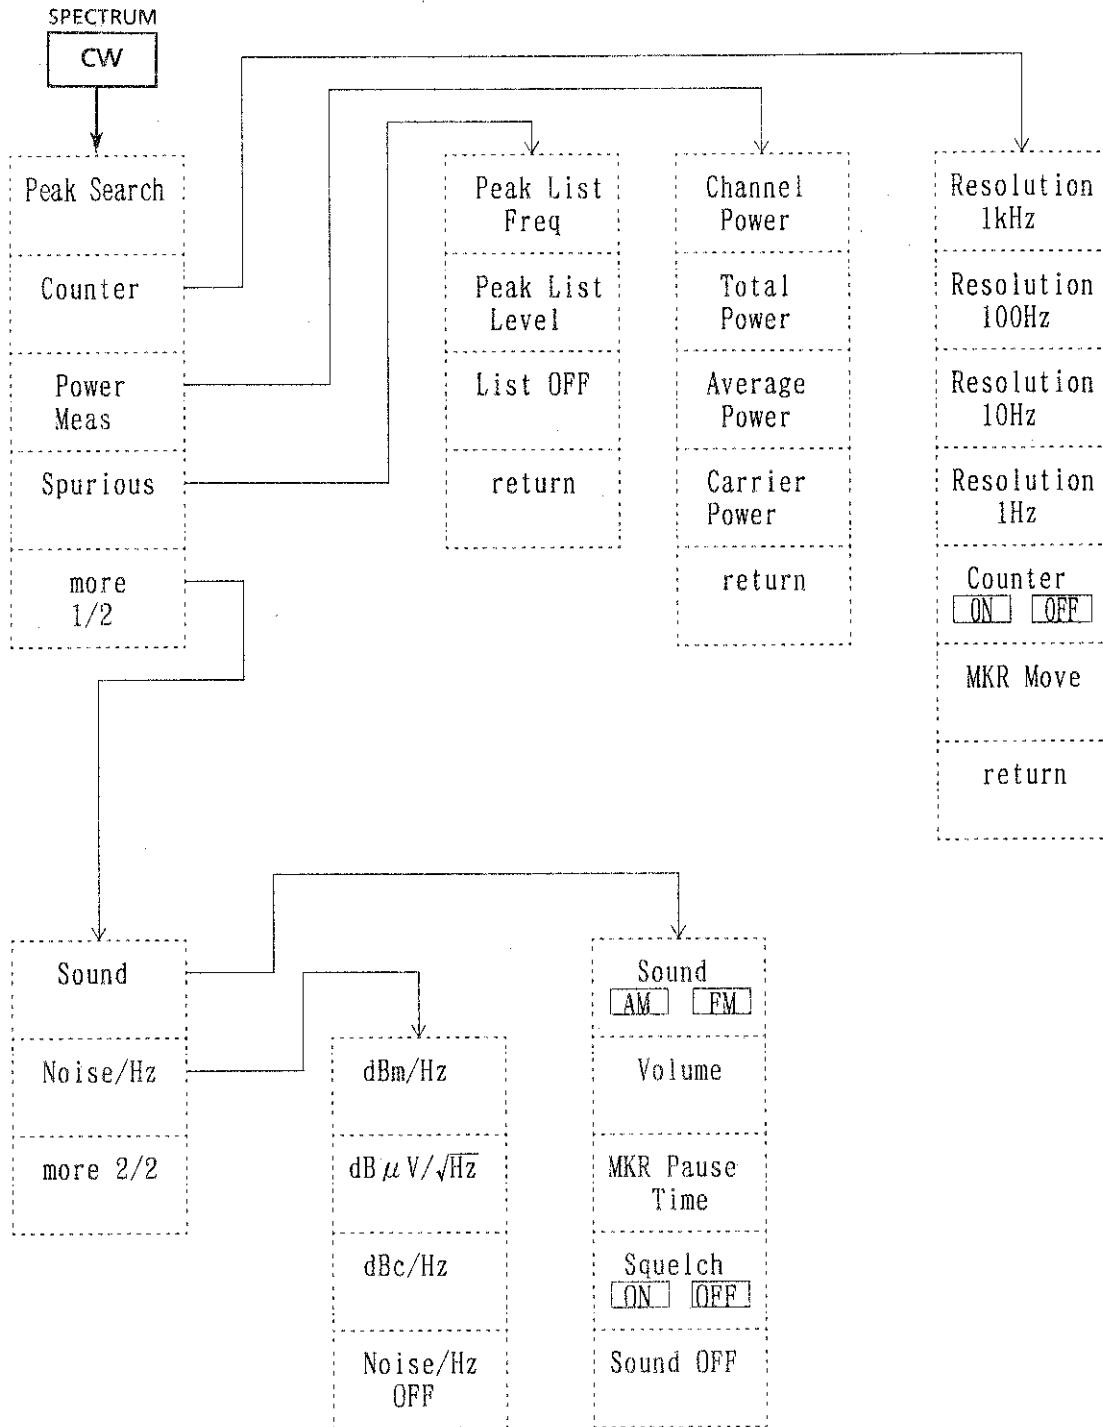 SPECTRUM
CW
Peak Search
Counter
Power
Meas
Spurious
more
1/2
Peak List
Freq
Peak List
Level
List OFF
return
Channel
Power
Total
Power
Average
Power
Carrier
Power
return
Resolution
1kHz
Resolution
100Hz
Resolution
10Hz
Resolution
1Hz
Counter
ON OFF
MKR Move
return
Sound
Noise/Hz
more 2/2
dBm/Hz
dBμV/√Hz
dBc/Hz
Noise/Hz
OFF
Sound
AM FM
Volume
MKR Pause
Time
Squelch
ON OFF
Sound OFF